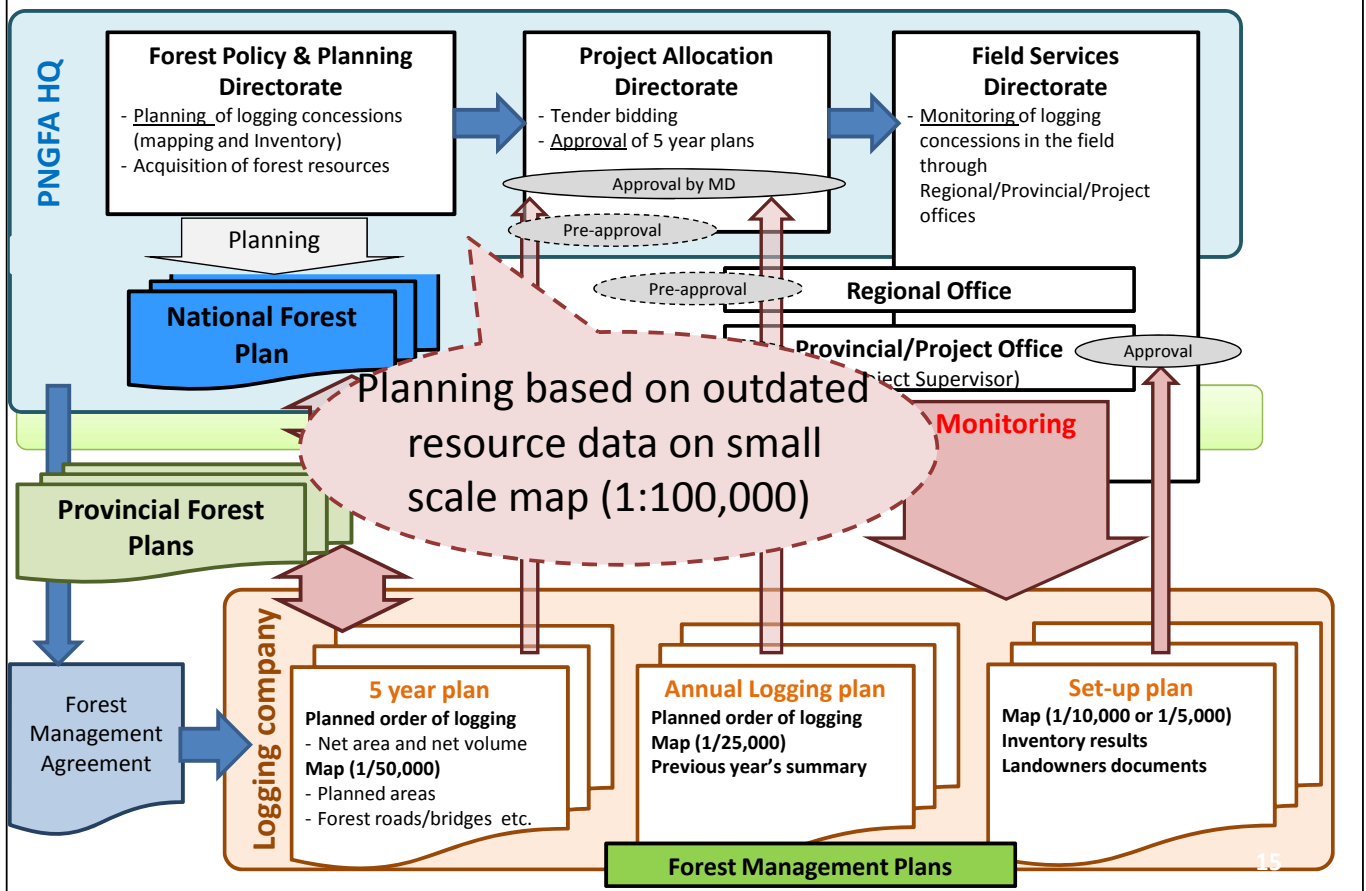 PNGFA HQ
Forest Policy & Planning
Directorate
- Planning of logging concessions
(mapping and Inventory)
- Acquisition of forest resources
Project Allocation
Directorate
- Tender bidding
- Approval of 5 year plans
Approval by MD
Pre-approval
Field Services
Directorate
- Monitoring of logging
concessions in the field
through
Regional/Provincial/Project
offices
Planning
National Forest
Plan
Pre-approval
Regional Office
Provincial/Project Office
ject Supervisor)
Approval
Planning based on outdated
resource data on small
scale map (1:100,000)
Monitoring
Provincial Forest
Plans
Forest
Management
Agreement
Logging company
5 year plan
Planned order of logging
- Net area and net volume
Map (1/50,000)
- Planned areas
- Forest roads/bridges etc.
Annual Logging plan
Planned order of logging
Map (1/25,000)
Previous year's summary
Set-up plan
Map (1/10,000 or 1/5,000)
Inventory results
Landowners documents
Forest Management Plans
15